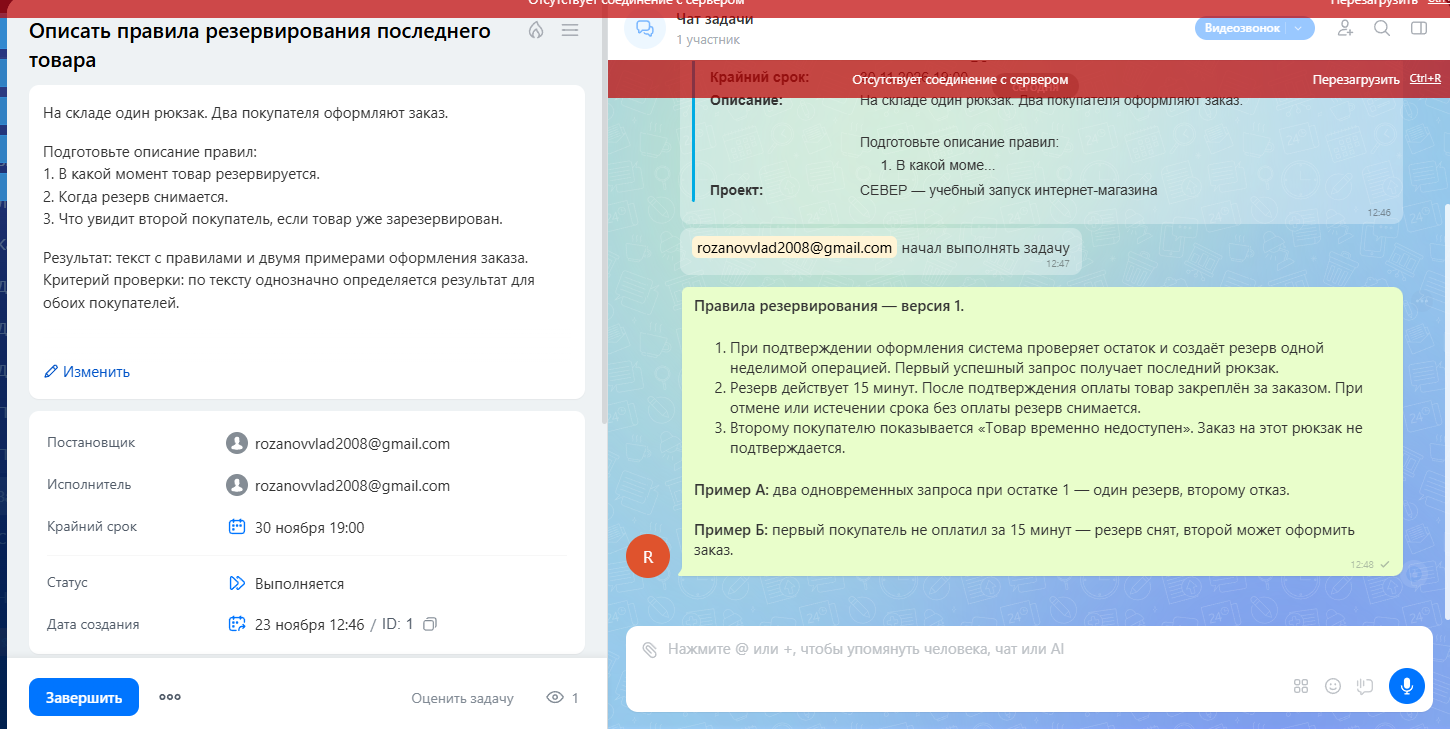 Отсутствует соединение с сервером
Перезагрузить
Описать правила резервирования последнего
товара
На складе один рюкзак. Два покупателя оформляют заказ.
Подготовьте описание правил:
1. В какой момент товар резервируется.
2. Когда резерв снимается.
3. Что увидит второй покупатель, если товар уже зарезервирован.
Результат: текст с правилами и двумя примерами оформления заказа.
Критерий проверки: по тексту однозначно определяется результат для
обоих покупателей.
Изменить
Постановщик
rozanovvlad2008@gmail.com
Исполнитель
rozanovvlad2008@gmail.com
Крайний срок
30 ноября 19:00
Статус
Выполняется
Дата создания
23 ноября 12:46 / ID: 1
Завершить
Оценить задачу
1
Чат задачи
1 участник
Видеозвонок
Отсутствует соединение с сервером
Перезагрузить Ctrl+R
Крайний срок:
сегодня
Описание:
На складе один рюкзак. Два покупателя оформляют заказ.
Подготовьте описание правил:
1. В какой моме...
Проект:
СЕВЕР — учебный запуск интернет-магазина
12:46
rozanovvlad2008@gmail.com начал выполнять задачу
12:47
Правила резервирования — версия 1.
1. При подтверждении оформления система проверяет остаток и создаёт резерв одной
неделимой операцией. Первый успешный запрос получает последний рюкзак.
2. Резерв действует 15 минут. После подтверждения оплаты товар закреплён за заказом. При
отмене или истечении срока без оплаты резерв снимается.
3. Второму покупателю показывается «Товар временно недоступен». Заказ на этот рюкзак не
подтверждается.
Пример А: два одновременных запроса при остатке 1 — один резерв, второму отказ.
Пример Б: первый покупатель не оплатил за 15 минут — резерв снят, второй может оформить
заказ.
12:48
R
Нажмите @ или +, чтобы упомянуть человека, чат или AI